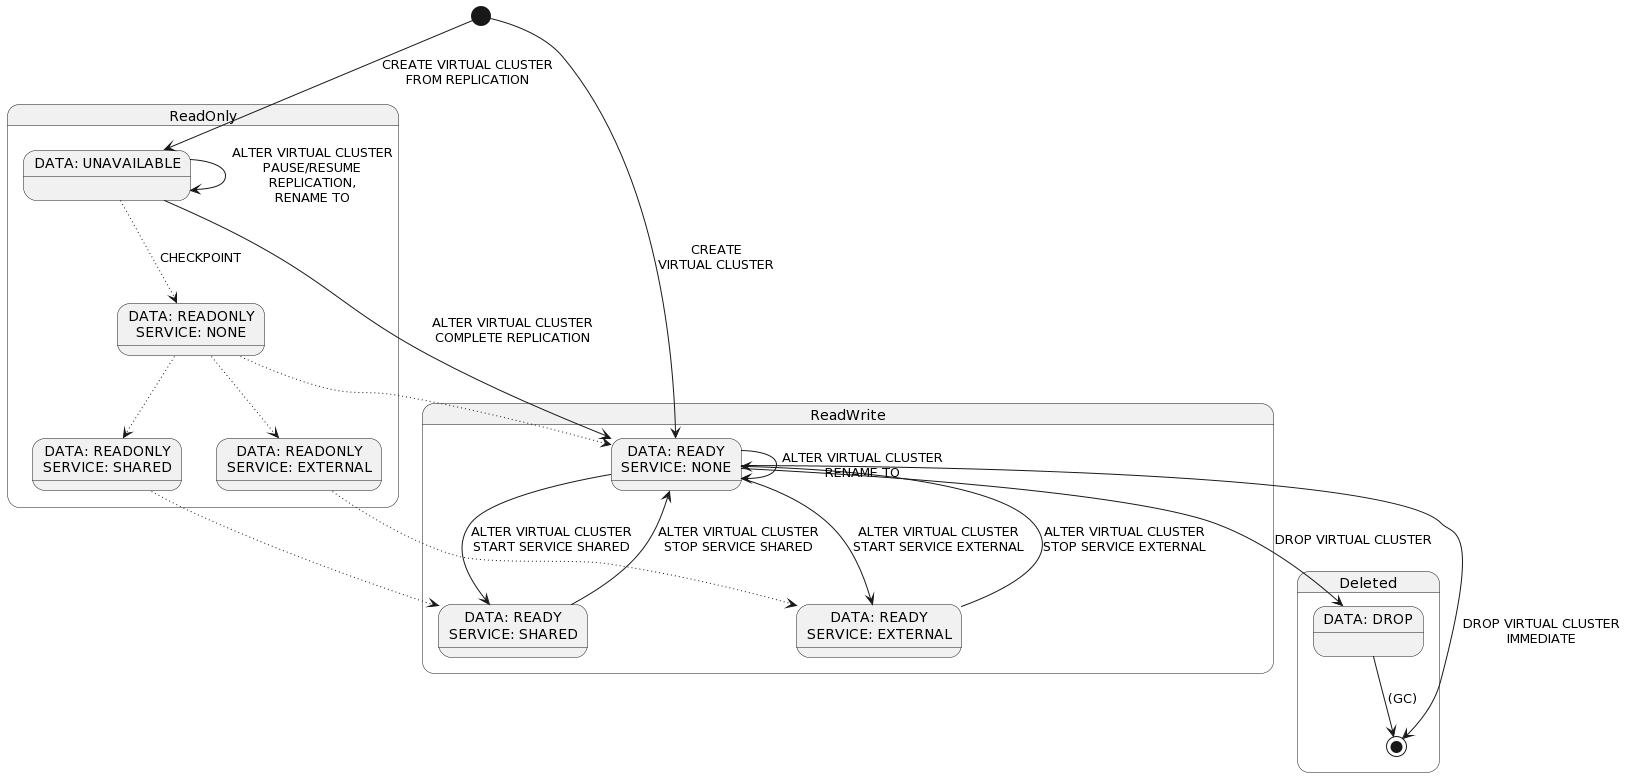 CREATE VIRTUAL CLUSTER
FROM REPLICATION
ReadOnly
DATA: UNAVAILABLE
ALTER VIRTUAL CLUSTER
PAUSE/RESUME
REPLICATION,
RENAME TO
CREATE
VIRTUAL CLUSTER
CHECKPOINT
DATA: READONLY
SERVICE: NONE
ALTER VIRTUAL CLUSTER
COMPLETE REPLICATION
ReadWrite
DATA: READONLY
SERVICE: SHARED
DATA: READONLY
SERVICE: EXTERNAL
DATA: READY
SERVICE: NONE
ALTER VIRTUAL CLUSTER
RENAME TO
ALTER VIRTUAL CLUSTER
START SERVICE SHARED
ALTER VIRTUAL CLUSTER
STOP SERVICE SHARED
ALTER VIRTUAL CLUSTER
START SERVICE EXTERNAL
ALTER VIRTUAL CLUSTER
STOP SERVICE EXTERNAL
DROP VIRTUAL CLUSTER
Deleted
DATA: READY
SERVICE: SHARED
DATA: READY
SERVICE: EXTERNAL
DATA: DROP
DROP VIRTUAL CLUSTER
IMMEDIATE
(GC)